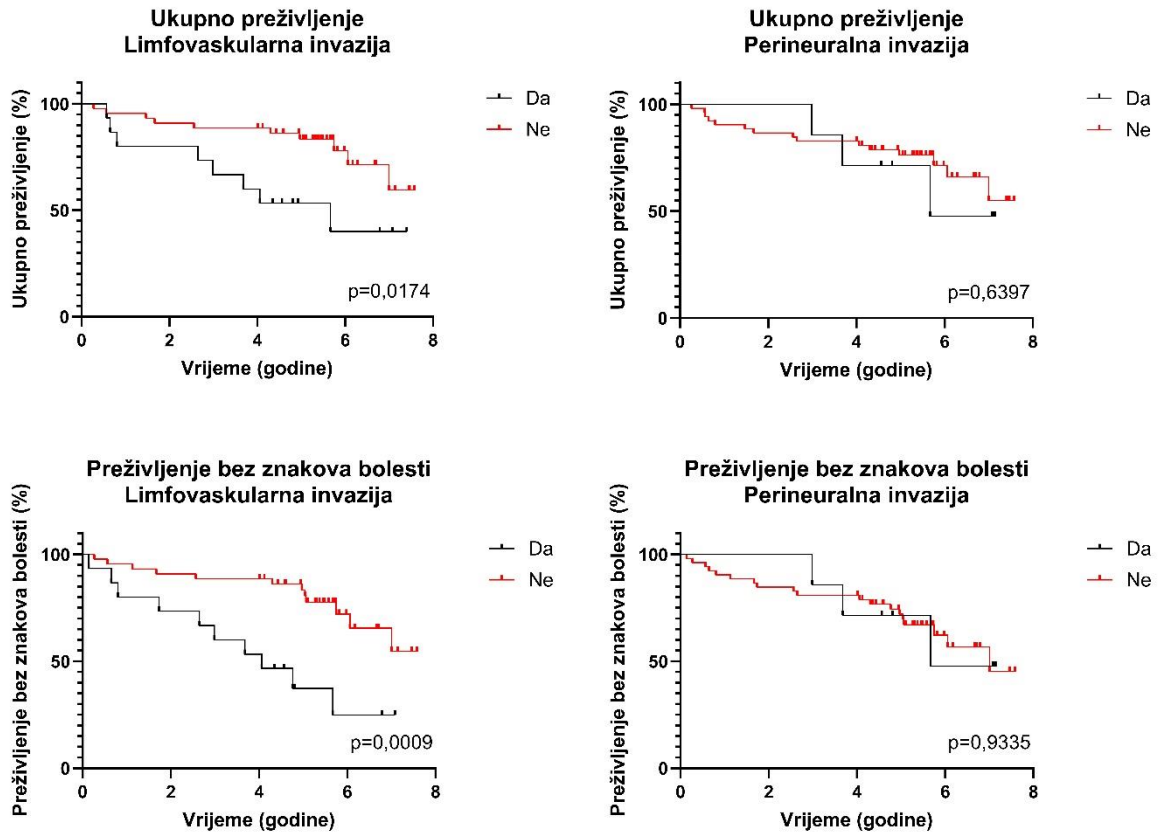 Ukupno preživljenje
Limfovaskularna invazija
Ukupno preživljenje (%)
100
50
0
0 2 4 6 8
Vrijeme (godine)
Da
Ne
p=0,0174
Ukupno preživljenje
Perineuralna invazija
Ukupno preživljenje (%)
100
50
0
0 2 4 6 8
Vrijeme (godine)
Da
Ne
p=0,6397
Preživljenje bez znakova bolesti
Limfovaskularna invazija
Preživljenje bez znakova bolesti (%)
100
50
0
0 2 4 6 8
Vrijeme (godine)
Da
Ne
p=0,0009
Preživljenje bez znakova bolesti
Perineuralna invazija
Preživljenje bez znakova bolesti (%)
100
50
0
0 2 4 6 8
Vrijeme (godine)
Da
Ne
p=0,9335